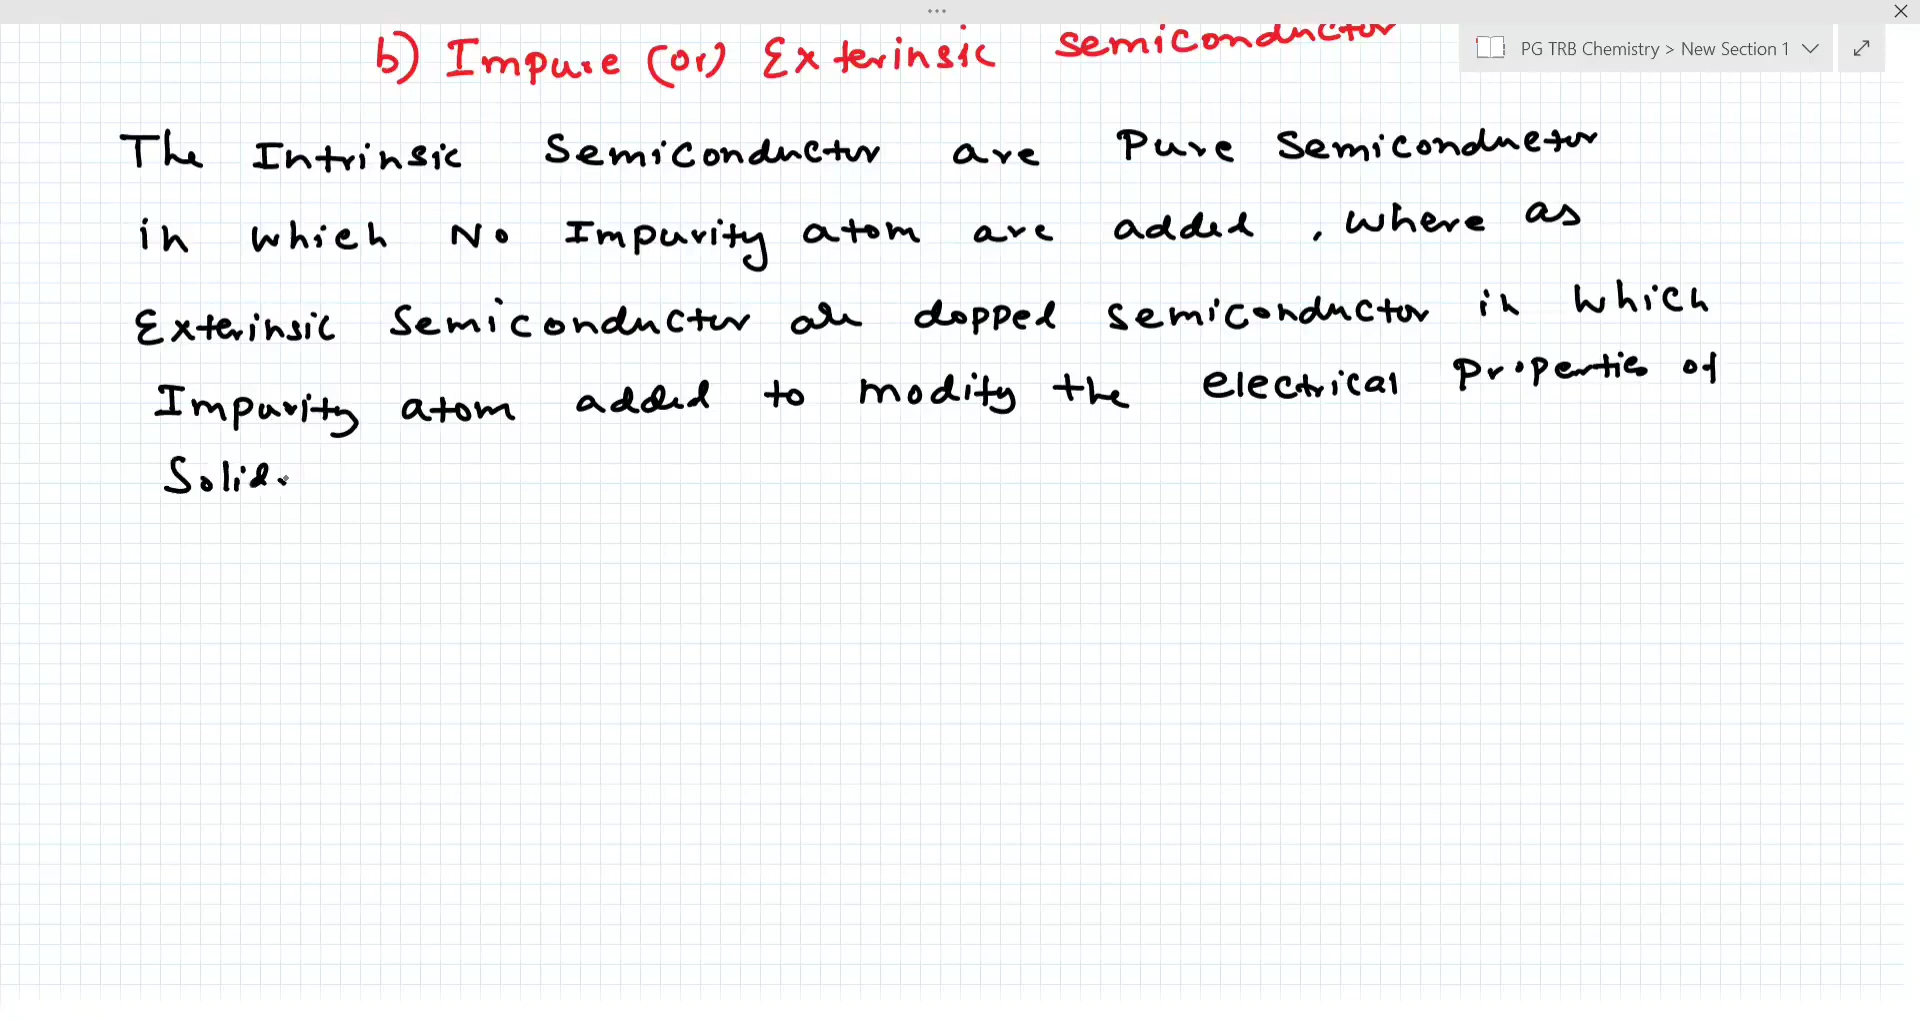 b) Impure (or) Exterinsic semiconductor
PG TRB Chemistry > New Section 1
The Intrinsic Semiconductor are Pure Semiconductor
in which No Impurity atom are added , where as
Exterinsic Semiconductor are dopped semiconductor in which
Impurity atom added to modity the electrical Properties of
Solid.